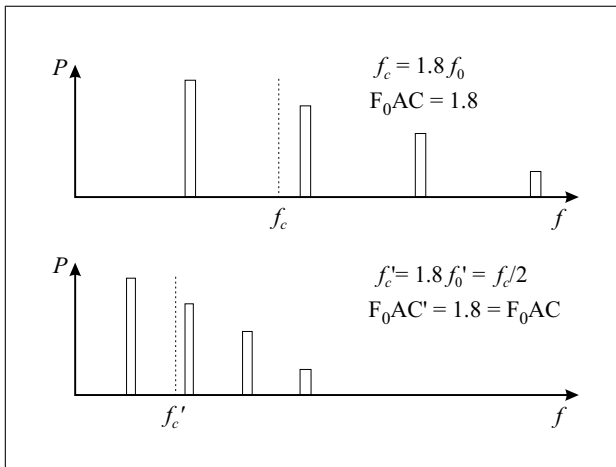 P
f_c = 1.8 f_0
F_0AC = 1.8
f_c
f
P
f_c' = 1.8 f_0' = f_c/2
F_0AC' = 1.8 = F_0AC
f_c'
f